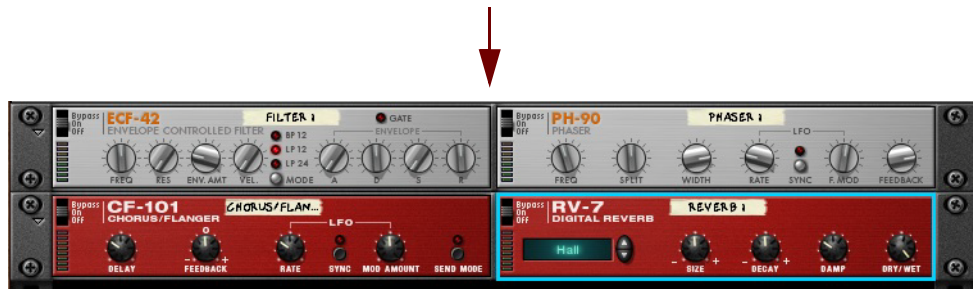 Bypass On Off ECF-42 FILTER 1 GATE
ENVELOPE CONTROLLED FILTER BP 12 ENVELOPE
LP 12
LP 24
FREQ RES ENV. AMT VEL. MODE A D S R
Bypass On Off PH-90 PHASER 1
PHASER LFO
FREQ SPLIT WIDTH RATE SYNC F. MOD FEEDBACK
Bypass On Off CF-101 CHORUS/FLAN...
CHORUS/FLANGER LFO
DELAY - FEEDBACK + RATE SYNC MOD AMOUNT SEND MODE
0
Bypass On Off RV-7 REVERB 1
DIGITAL REVERB
Hall
- SIZE + - DECAY + DAMP DRY/WET